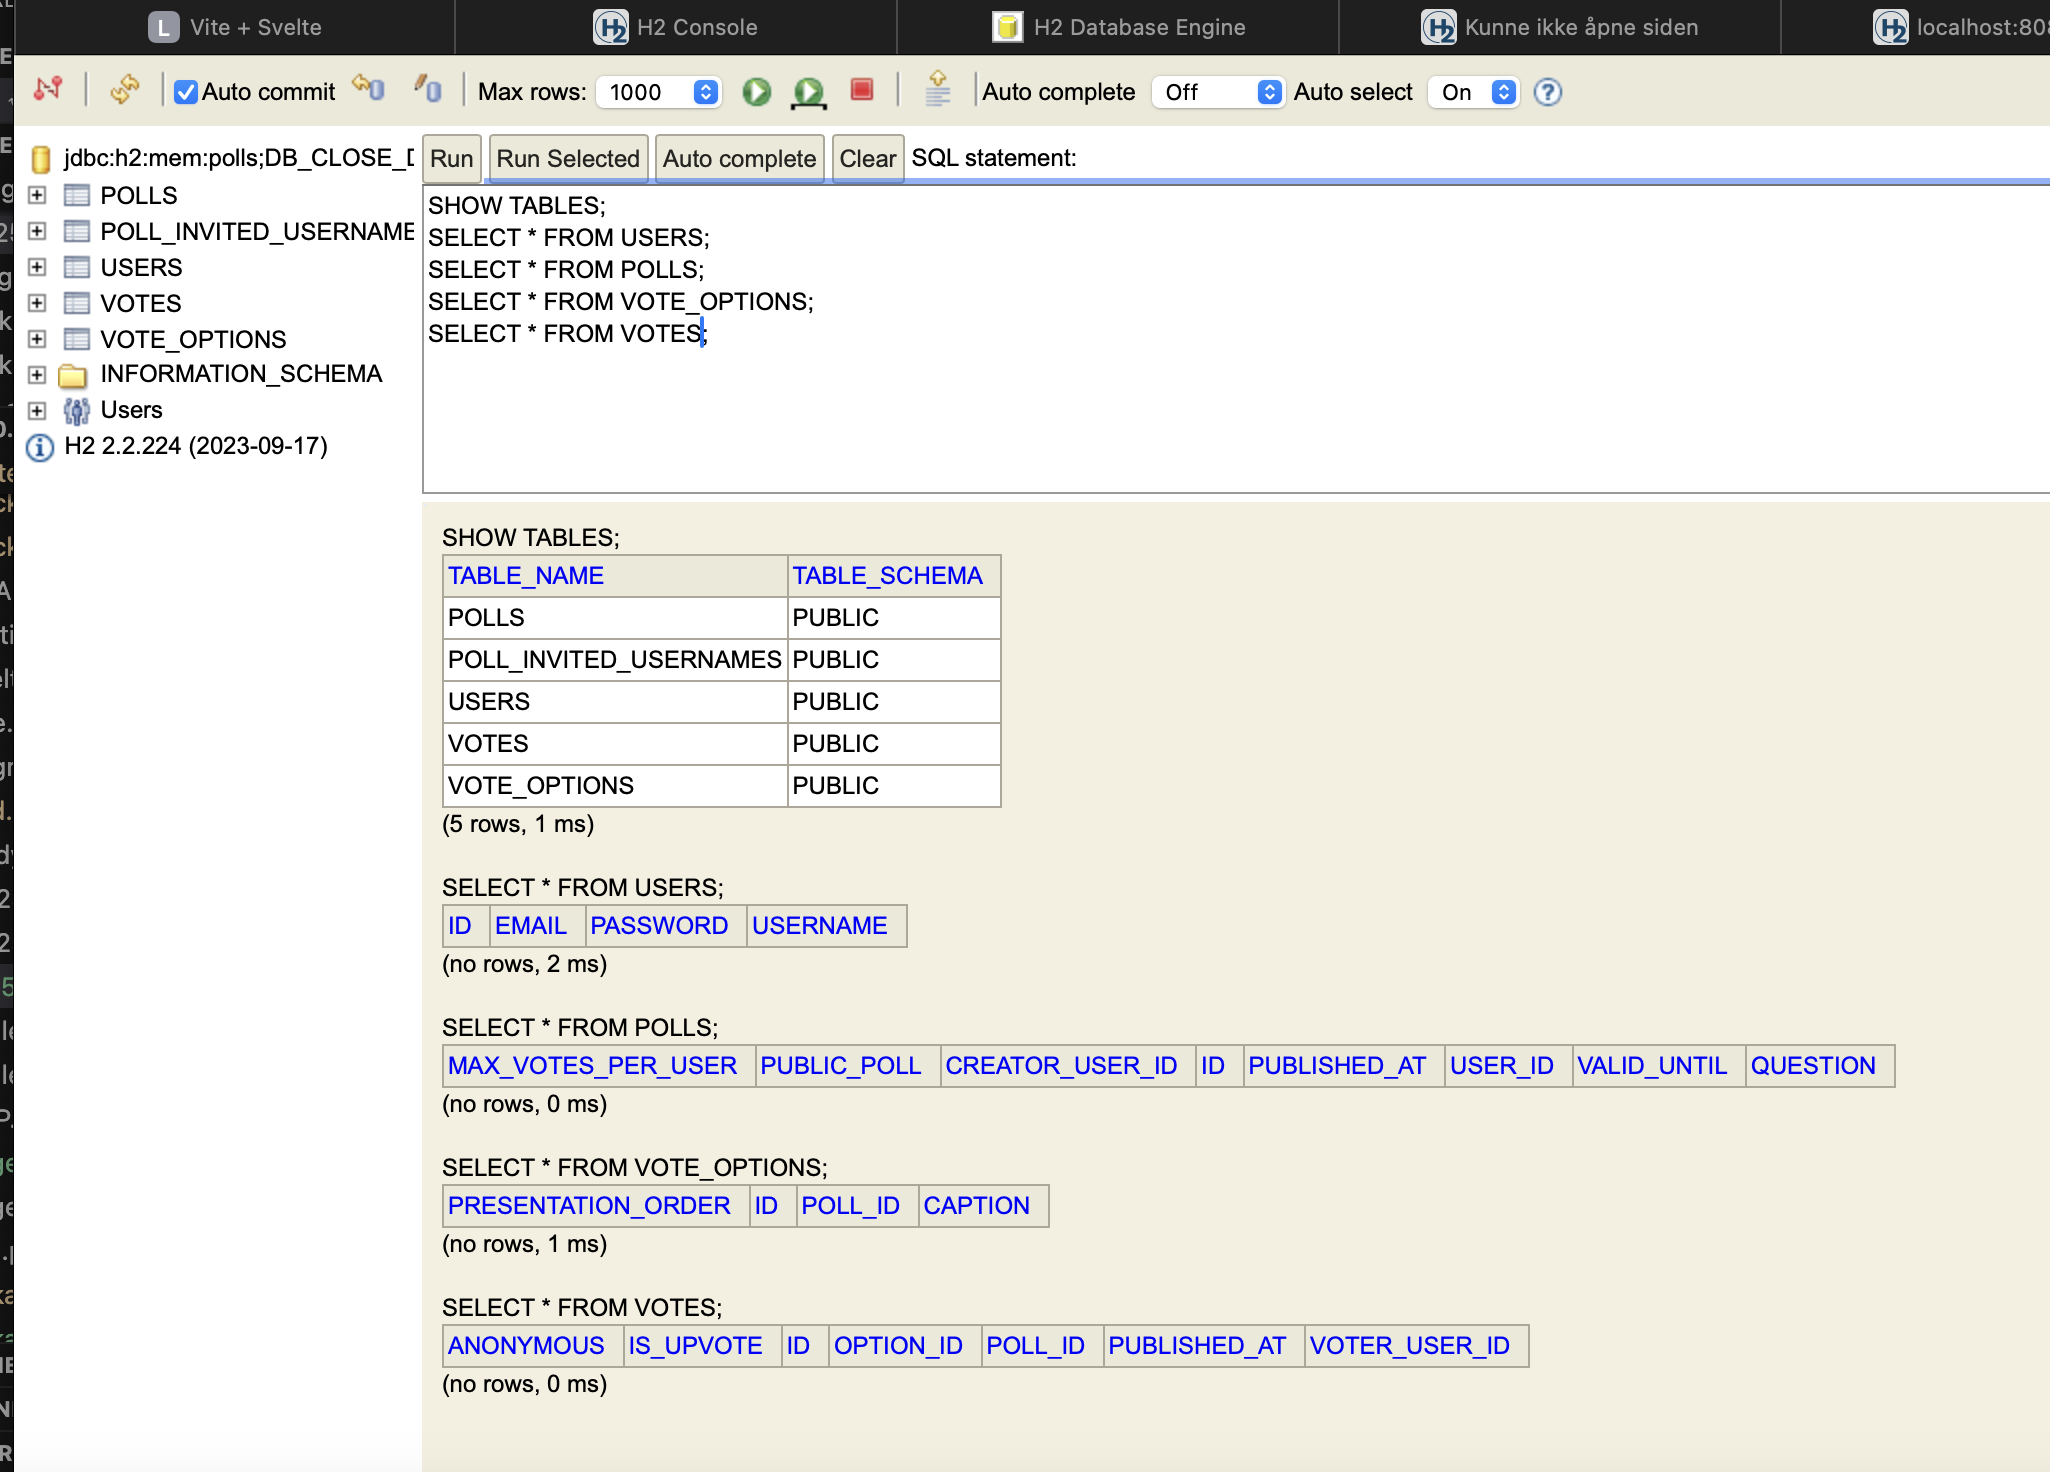 Vite + Svelte
H2 Console
H2 Database Engine
Kunne ikke åpne siden
localhost:808
Auto commit
Max rows: 1000
Auto complete Off
Auto select On
jdbc:h2:mem:polls;DB_CLOSE_D
POLLS
POLL_INVITED_USERNAME
USERS
VOTES
VOTE_OPTIONS
INFORMATION_SCHEMA
Users
H2 2.2.224 (2023-09-17)
Run Run Selected Auto complete Clear SQL statement:
SHOW TABLES;
SELECT * FROM USERS;
SELECT * FROM POLLS;
SELECT * FROM VOTE_OPTIONS;
SELECT * FROM VOTES;
SHOW TABLES;
TABLE_NAME TABLE_SCHEMA
POLLS PUBLIC
POLL_INVITED_USERNAMES PUBLIC
USERS PUBLIC
VOTES PUBLIC
VOTE_OPTIONS PUBLIC
(5 rows, 1 ms)
SELECT * FROM USERS;
ID EMAIL PASSWORD USERNAME
(no rows, 2 ms)
SELECT * FROM POLLS;
MAX_VOTES_PER_USER PUBLIC_POLL CREATOR_USER_ID ID PUBLISHED_AT USER_ID VALID_UNTIL QUESTION
(no rows, 0 ms)
SELECT * FROM VOTE_OPTIONS;
PRESENTATION_ORDER ID POLL_ID CAPTION
(no rows, 1 ms)
SELECT * FROM VOTES;
ANONYMOUS IS_UPVOTE ID OPTION_ID POLL_ID PUBLISHED_AT VOTER_USER_ID
(no rows, 0 ms)